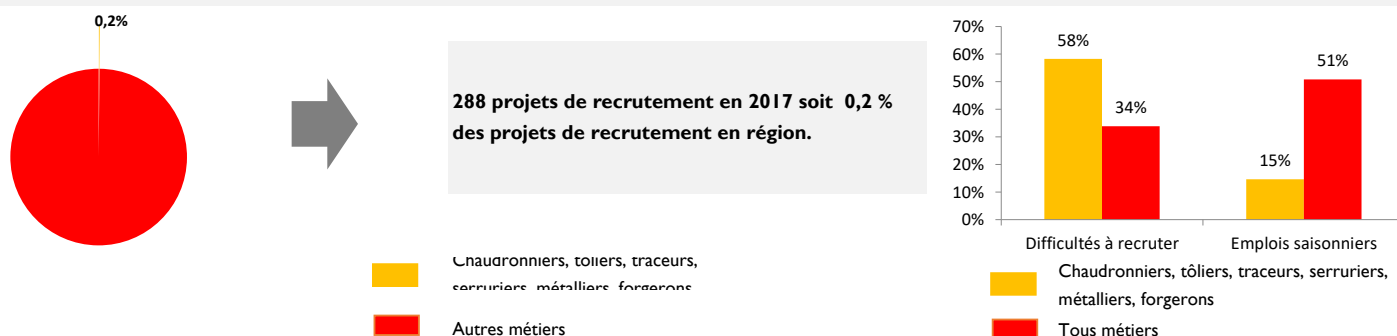 0,2%
288 projets de recrutement en 2017 soit 0,2 %
des projets de recrutement en région.
Chaudronniers, tôliers, traceurs,
serruriers, métalliers, forgerons
Autres métiers
70%
60%
50%
40%
30%
20%
10%
0%
58%
34%
15%
51%
Difficultés à recruter
Emplois saisonniers
Chaudronniers, tôliers, traceurs, serruriers,
métalliers, forgerons
Tous métiers